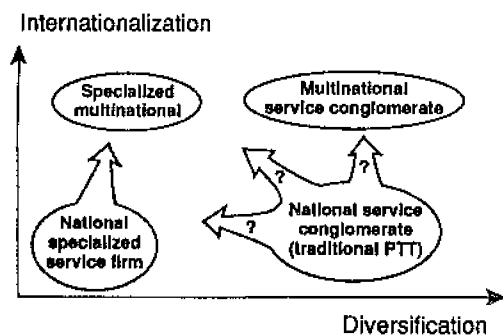 Internationalization
Specialized
multinational
Multinational
service conglomerate
?
?
?
National
specialized
service firm
National service
conglomerate
(traditional PTT)
Diversification